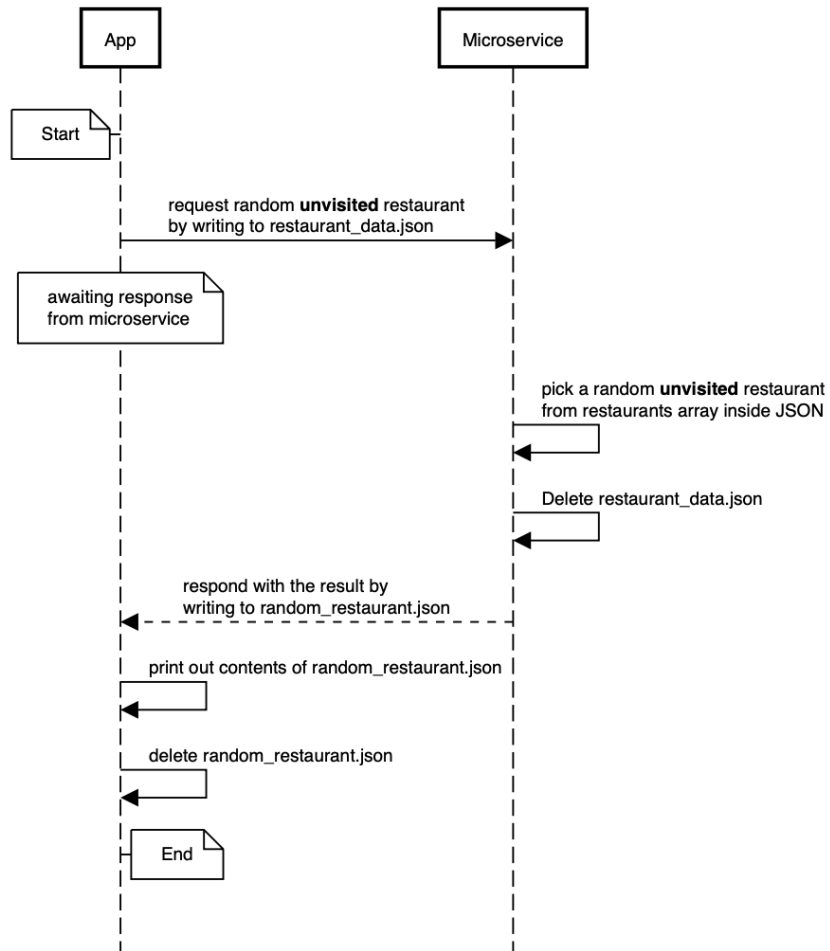 App
Microservice
Start
request random unvisited restaurant
by writing to restaurant_data.json
awaiting response
from microservice
pick a random unvisited restaurant
from restaurants array inside JSON
Delete restaurant_data.json
respond with the result by
writing to random_restaurant.json
print out contents of random_restaurant.json
delete random_restaurant.json
End